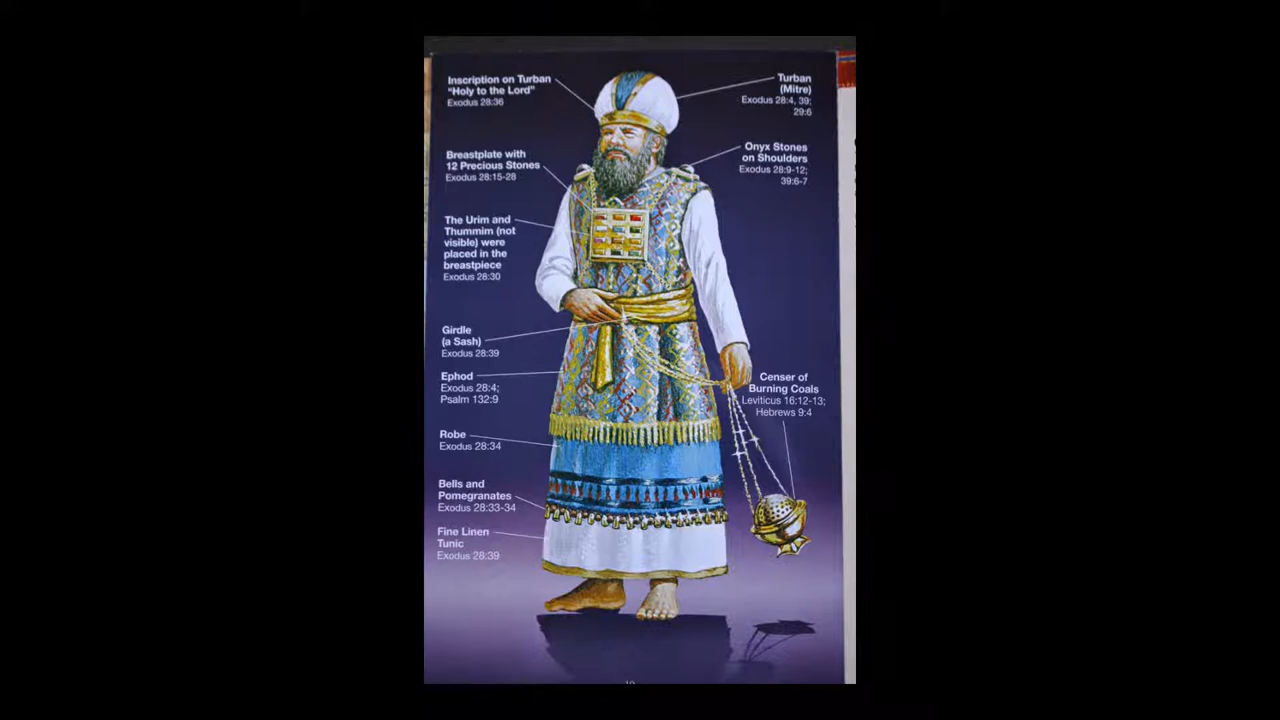 Inscription on Turban
“Holy to the Lord”
Exodus 28:36
Turban
(Mitre)
Exodus 28:4, 39;
29:6
Breastplate with
12 Precious Stones
Exodus 28:15-28
Onyx Stones
on Shoulders
Exodus 28:9-12;
39:6-7
The Urim and
Thummim (not
visible) were
placed in the
breastpiece
Exodus 28:30
Girdle
(a Sash)
Exodus 28:39
Ephod
Exodus 28:4;
Psalm 132:9
Censer of
Burning Coals
Leviticus 16:12-13;
Hebrews 9:4
Robe
Exodus 28:34
Bells and
Pomegranates
Exodus 28:33-34
Fine Linen
Tunic
Exodus 28:39